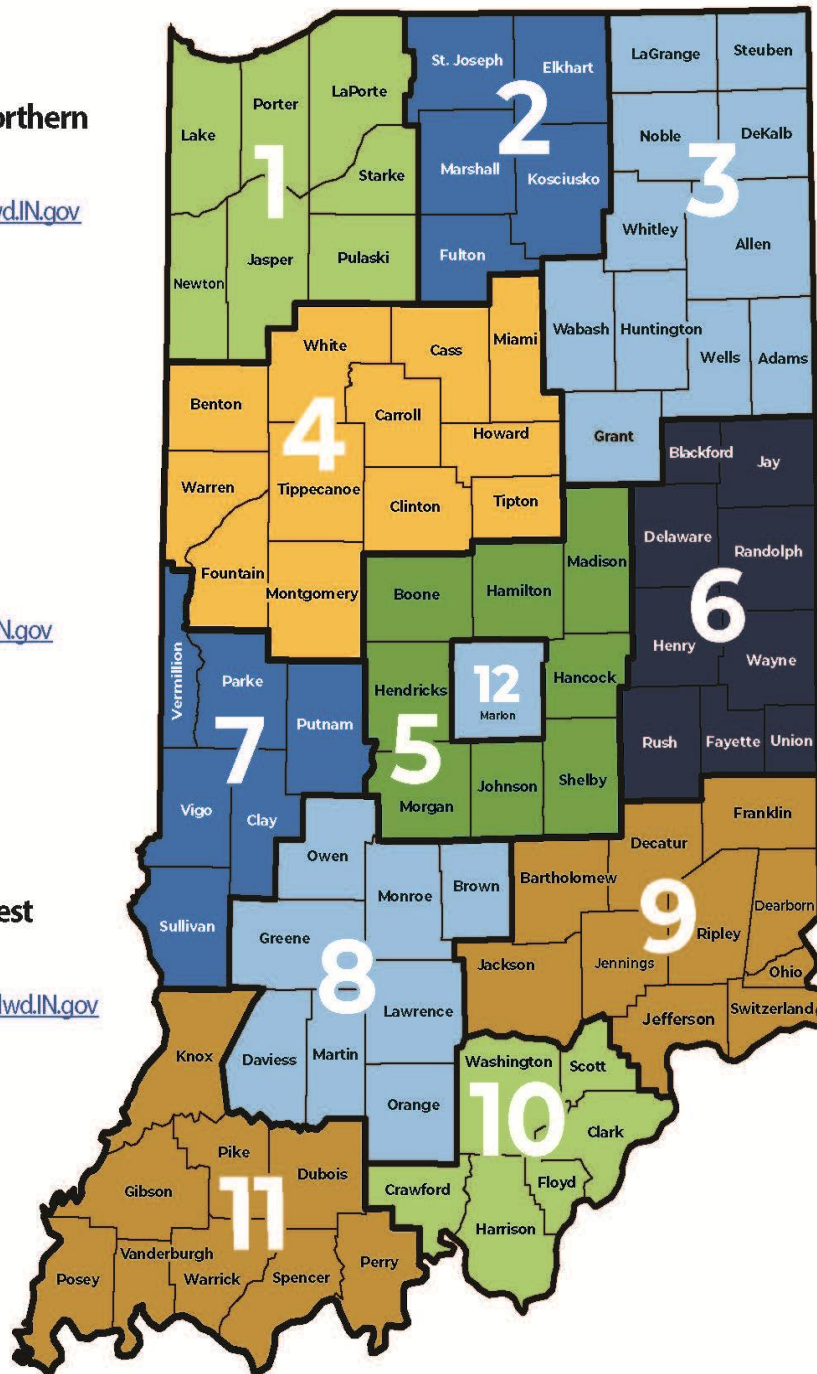 orthern
vd.IN.gov
N.gov
est
lwd.IN.gov
Lake
Porter
LaPorte
Starke
1
Newton
Jasper
Pulaski
St. Joseph
Elkhart
2
Marshall
Kosciusko
Fulton
LaGrange
Steuben
Noble
DeKalb
3
Whitley
Allen
Wabash
Huntington
Wells
Adams
Grant
White
Cass
Miami
Benton
4
Carroll
Howard
Warren
Tippecanoe
Clinton
Tipton
Fountain
Montgomery
Boone
Hamilton
Madison
Hendricks
Hancock
5
Morgan
Johnson
Shelby
12
Marion
Blackford
Jay
Delaware
Randolph
6
Henry
Wayne
Rush
Fayette
Union
Vermillion
Parke
Putnam
7
Vigo
Clay
Sullivan
Owen
Monroe
Brown
Greene
8
Lawrence
Daviess
Martin
Orange
Franklin
Decatur
Bartholomew
9
Dearborn
Ripley
Jackson
Jennings
Ohio
Jefferson
Switzerland
Washington
Scott
10
Clark
Crawford
Floyd
Harrison
Knox
Pike
Dubois
Gibson
11
Vanderburgh
Posey
Warrick
Spencer
Perry